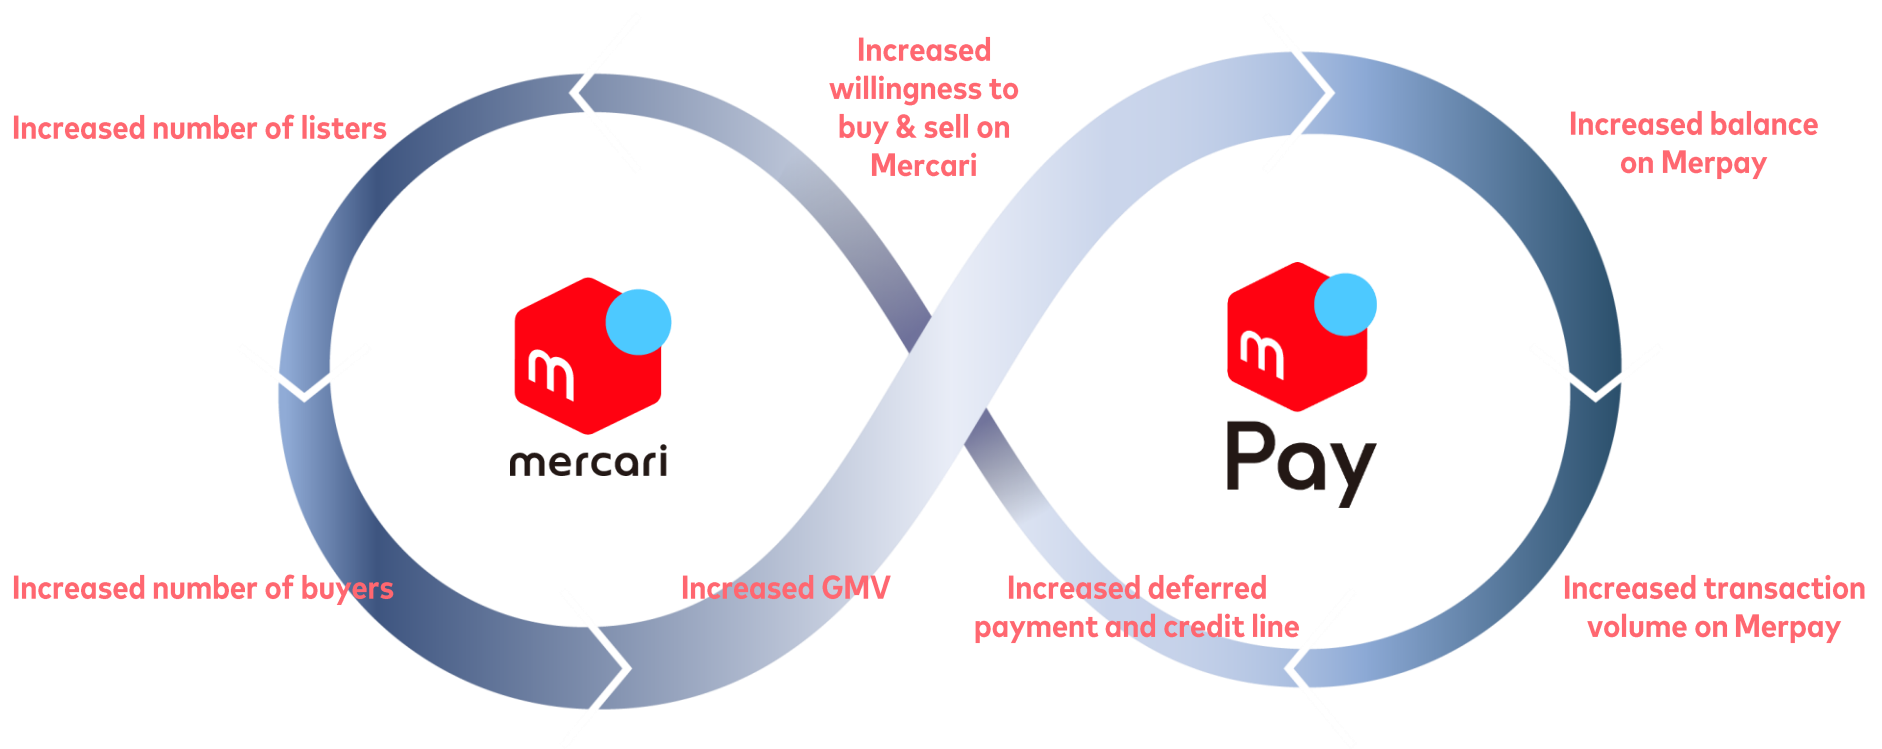 Increased
willingness to
buy & sell on
Mercari
Increased number of listers
Increased balance
on Merpay
m
mercari
m
Pay
Increased number of buyers
Increased GMV
Increased deferred
payment and credit line
Increased transaction
volume on Merpay